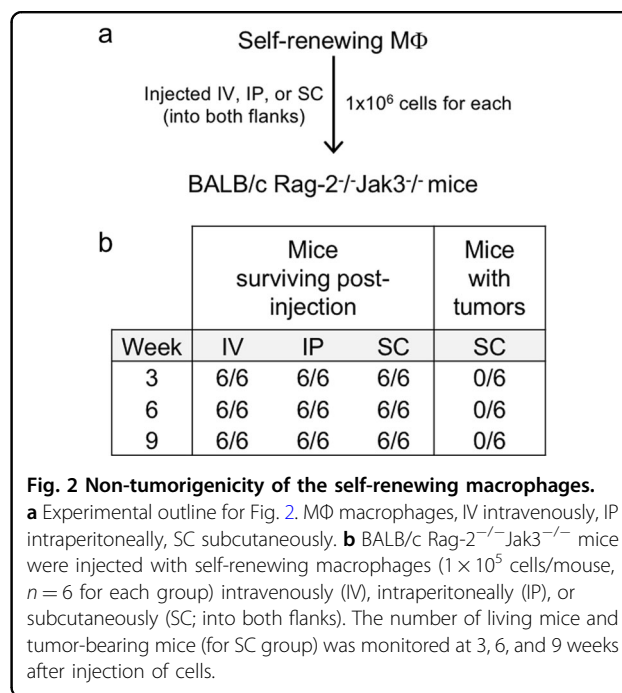 a
Self-renewing MΦ
Injected IV, IP, or SC
(into both flanks)
1x10⁶ cells for each
BALB/c Rag-2⁻/⁻Jak3⁻/⁻ mice
b
Mice
surviving post-
injection
Mice
with
tumors
Week IV IP SC SC
3 6/6 6/6 6/6 0/6
6 6/6 6/6 6/6 0/6
9 6/6 6/6 6/6 0/6
Fig. 2 Non-tumorigenicity of the self-renewing macrophages.
a Experimental outline for Fig. 2. MΦ macrophages, IV intravenously, IP
intraperitoneally, SC subcutaneously. b BALB/c Rag-2⁻/⁻Jak3⁻/⁻ mice
were injected with self-renewing macrophages (1 × 10⁵ cells/mouse,
n = 6 for each group) intravenously (IV), intraperitoneally (IP), or
subcutaneously (SC; into both flanks). The number of living mice and
tumor-bearing mice (for SC group) was monitored at 3, 6, and 9 weeks
after injection of cells.